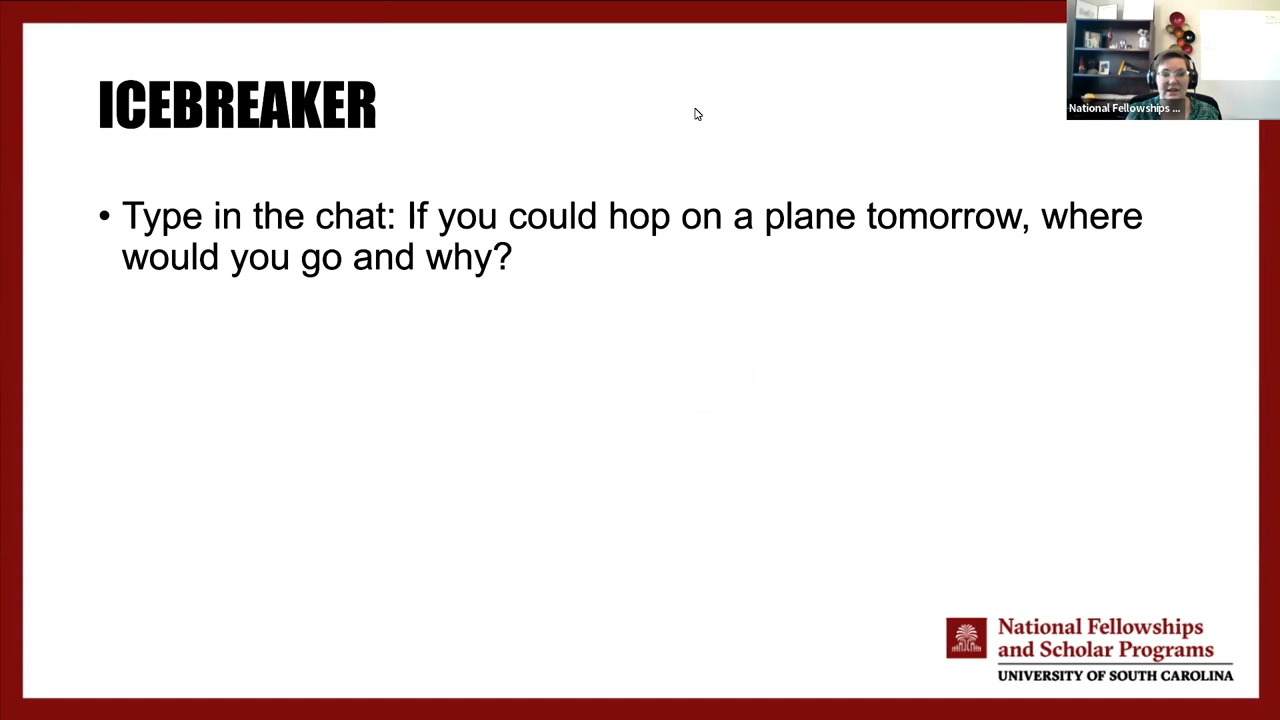 ICEBREAKER
National Fellowships ...
• Type in the chat: If you could hop on a plane tomorrow, where
would you go and why?
National Fellowships
and Scholar Programs
UNIVERSITY OF SOUTH CAROLINA